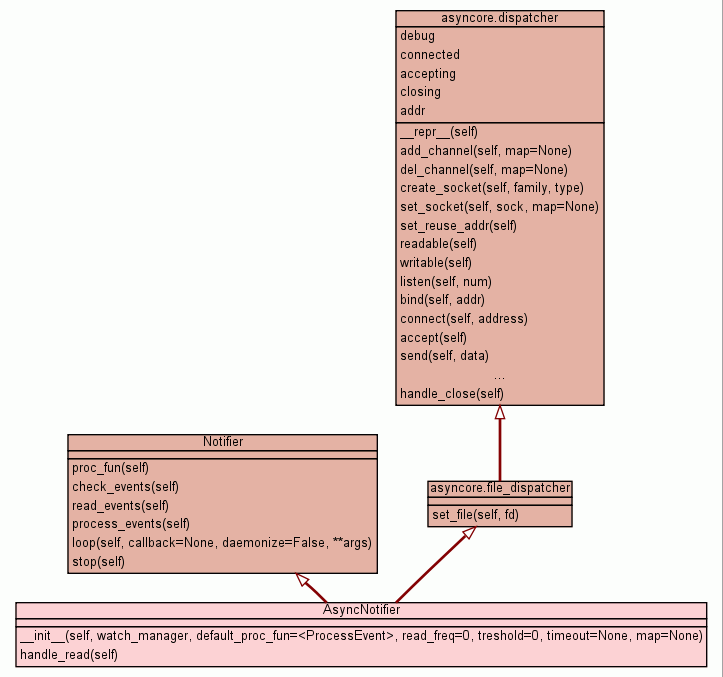 asyncore.dispatcher
debug
connected
accepting
closing
addr
__repr__(self)
add_channel(self, map=None)
del_channel(self, map=None)
create_socket(self, family, type)
set_socket(self, sock, map=None)
set_reuse_addr(self)
readable(self)
writable(self)
listen(self, num)
bind(self, addr)
connect(self, address)
accept(self)
send(self, data)
...
handle_close(self)
Notifier
proc_fun(self)
check_events(self)
read_events(self)
process_events(self)
loop(self, callback=None, daemonize=False, **args)
stop(self)
asyncore.file_dispatcher
set_file(self, fd)
AsyncNotifier
__init__(self, watch_manager, default_proc_fun=<ProcessEvent>, read_freq=0, treshold=0, timeout=None, map=None)
handle_read(self)